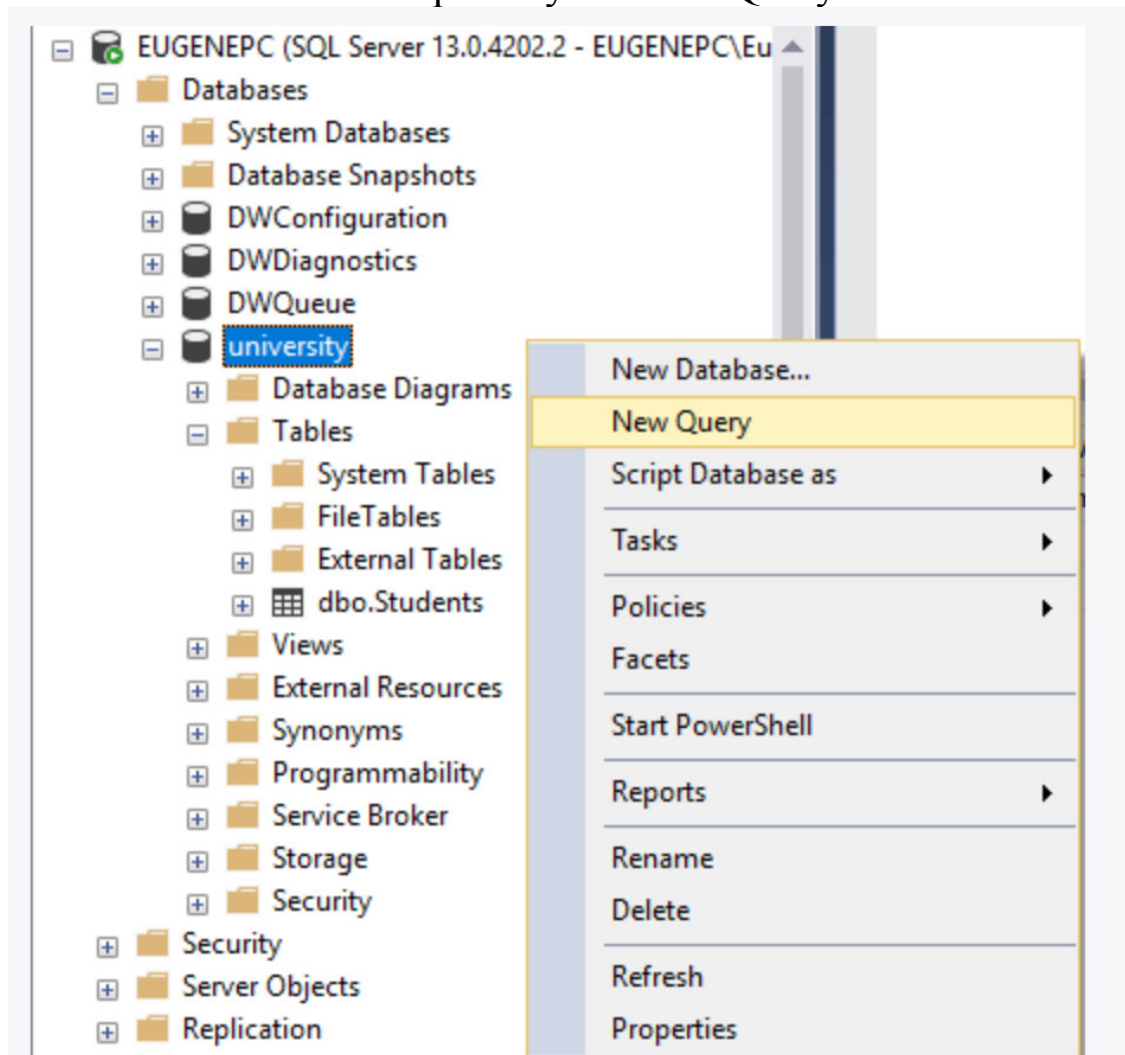 EUGENEPC (SQL Server 13.0.4202.2 - EUGENEPC\Eu
Databases
System Databases
Database Snapshots
DWConfiguration
DWDiagnostics
DWQueue
university
Database Diagrams
Tables
System Tables
FileTables
External Tables
dbo.Students
Views
External Resources
Synonyms
Programmability
Service Broker
Storage
Security
Security
Server Objects
Replication
New Database...
New Query
Script Database as
Tasks
Policies
Facets
Start PowerShell
Reports
Rename
Delete
Refresh
Properties